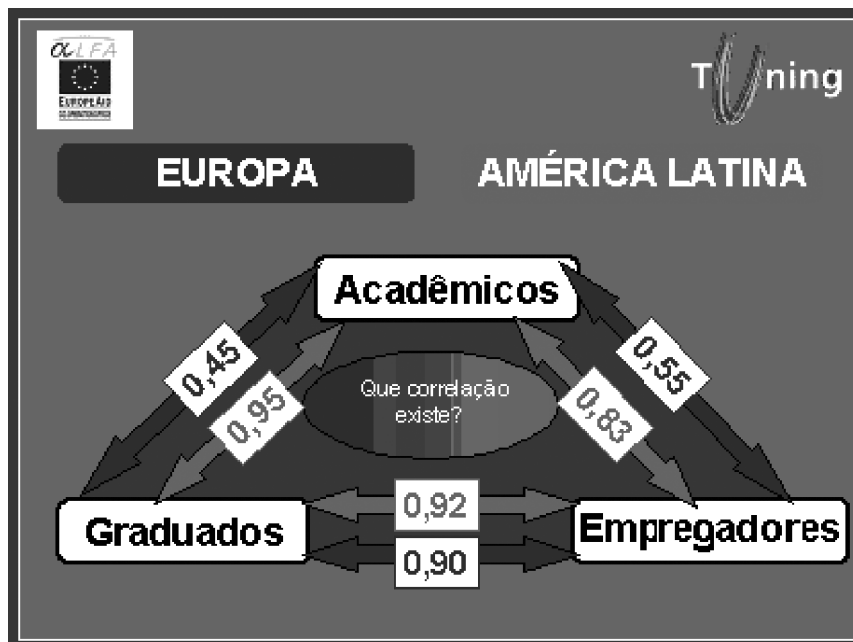 αLFA
EUROPEAID
Tuning
EUROPA
AMÉRICA LATINA
Acadêmicos
0,45
0,95
Que correlação
existe?
0,83
0,55
Graduados
0,92
0,90
Empregadores